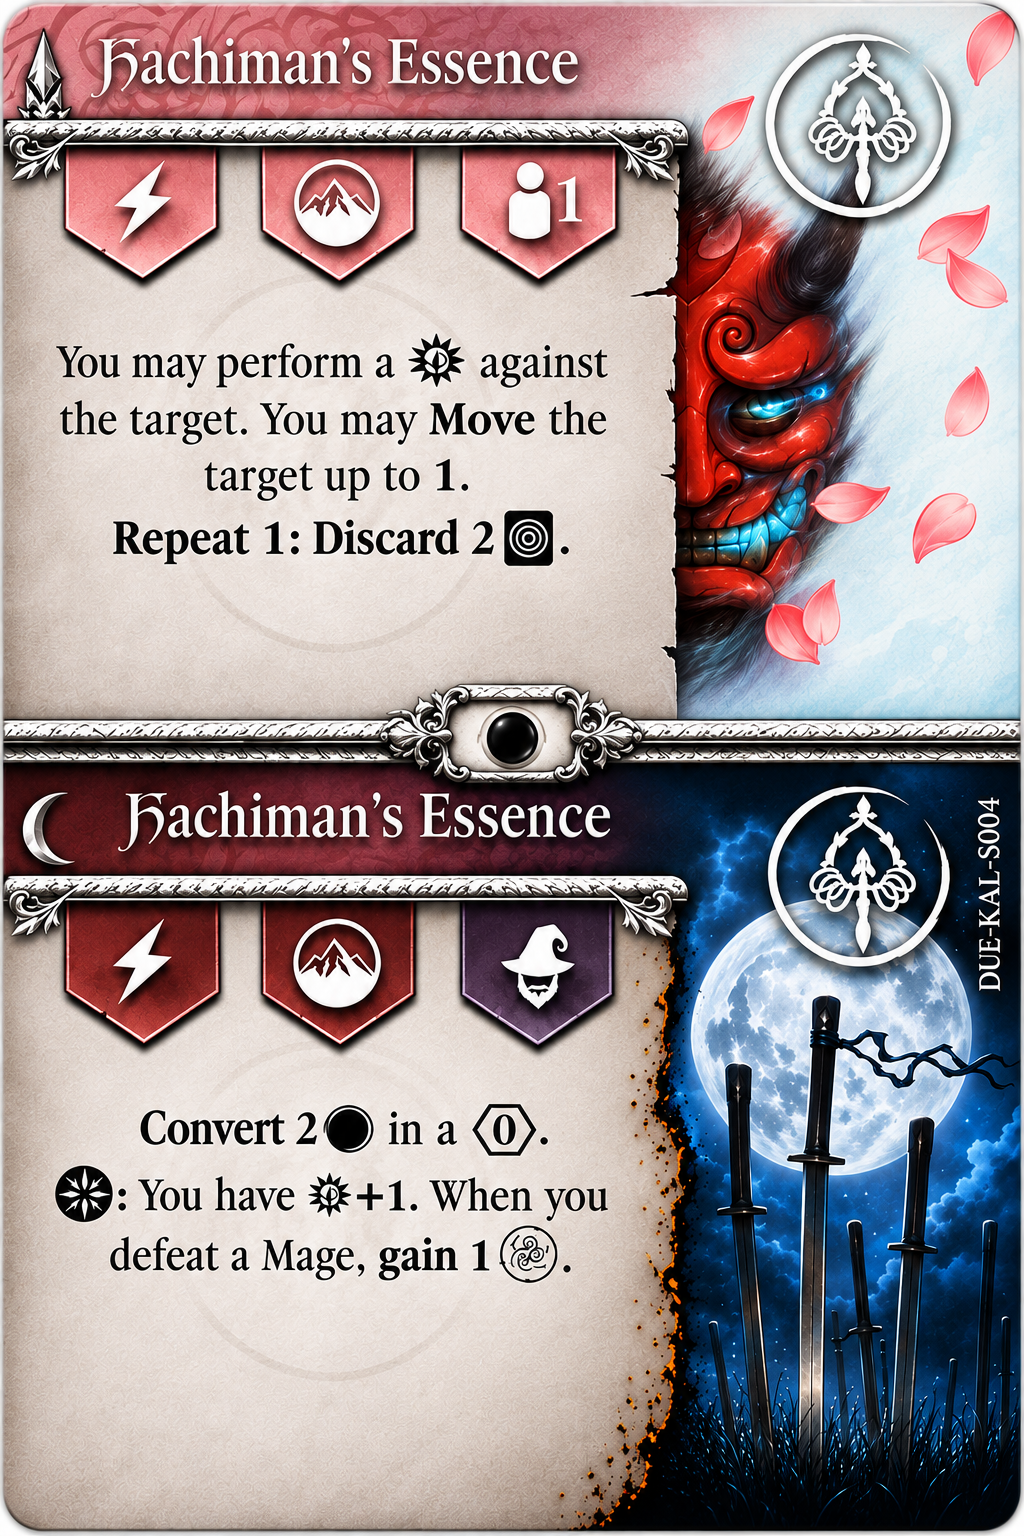 Hachiman's Essence
1
You may perform a against
the target. You may Move the
target up to 1.
Repeat 1: Discard 2 .
Hachiman's Essence
DUE-KAL-S004
Convert 2 in a 0.
: You have +1. When you
defeat a Mage, gain 1 .